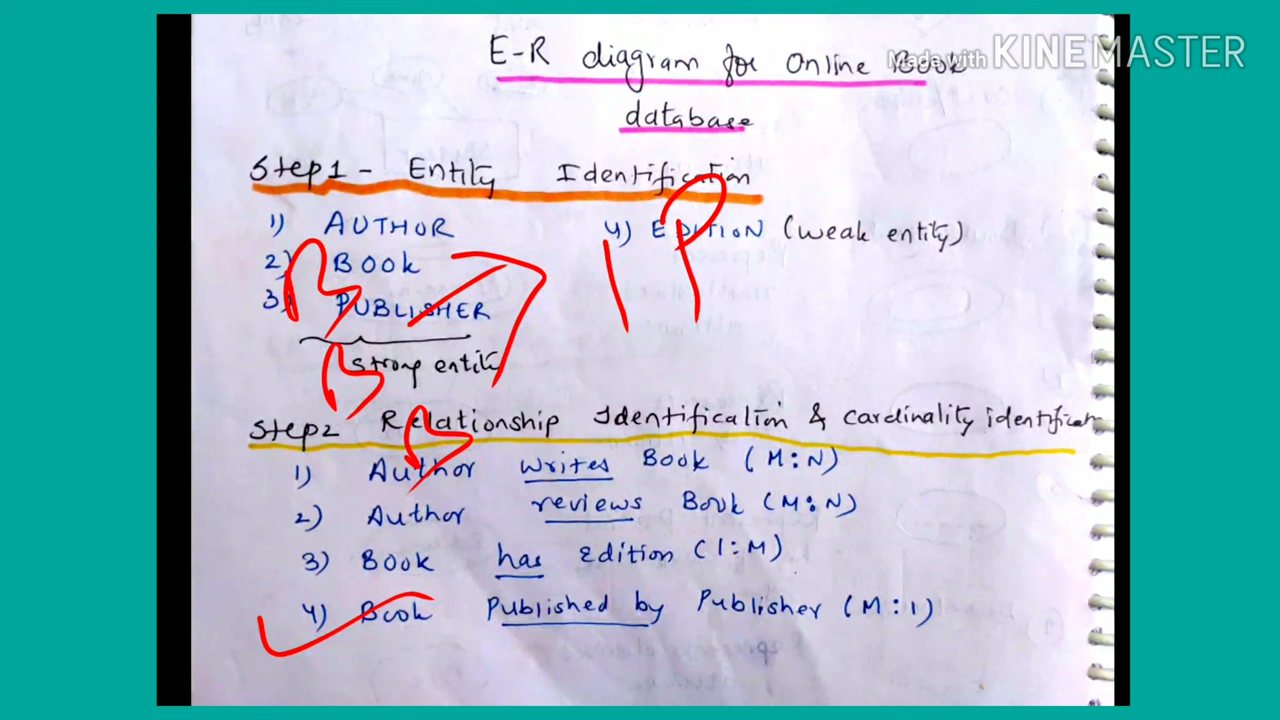 E-R diagram for Online Book
Made with KINEMASTER
database
Step1 - Entity Identification
1) AUTHOR
4) EDITION (weak entity)
2) BOOK
3) PUBLISHER
strong entity
Step2 Relationship Identification & cardinality identificat
1) Author writes Book (M:N)
2) Author reviews Book (M:N)
3) Book has Edition (1:M)
4) Book Published by Publisher (M:1)